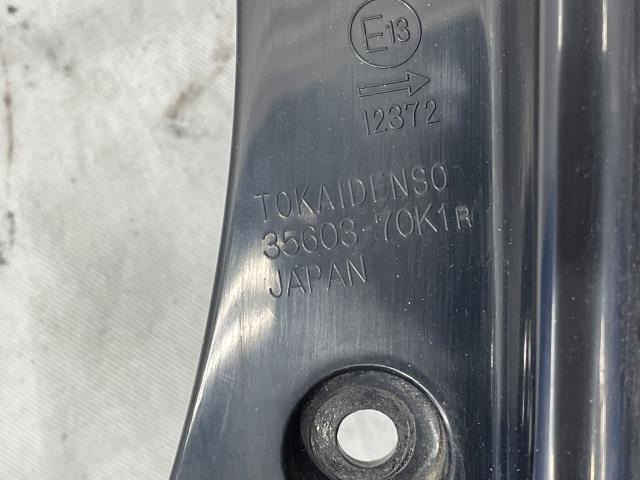 E13
→
12372
TOKAIDENSO
35603-70K1R
JAPAN